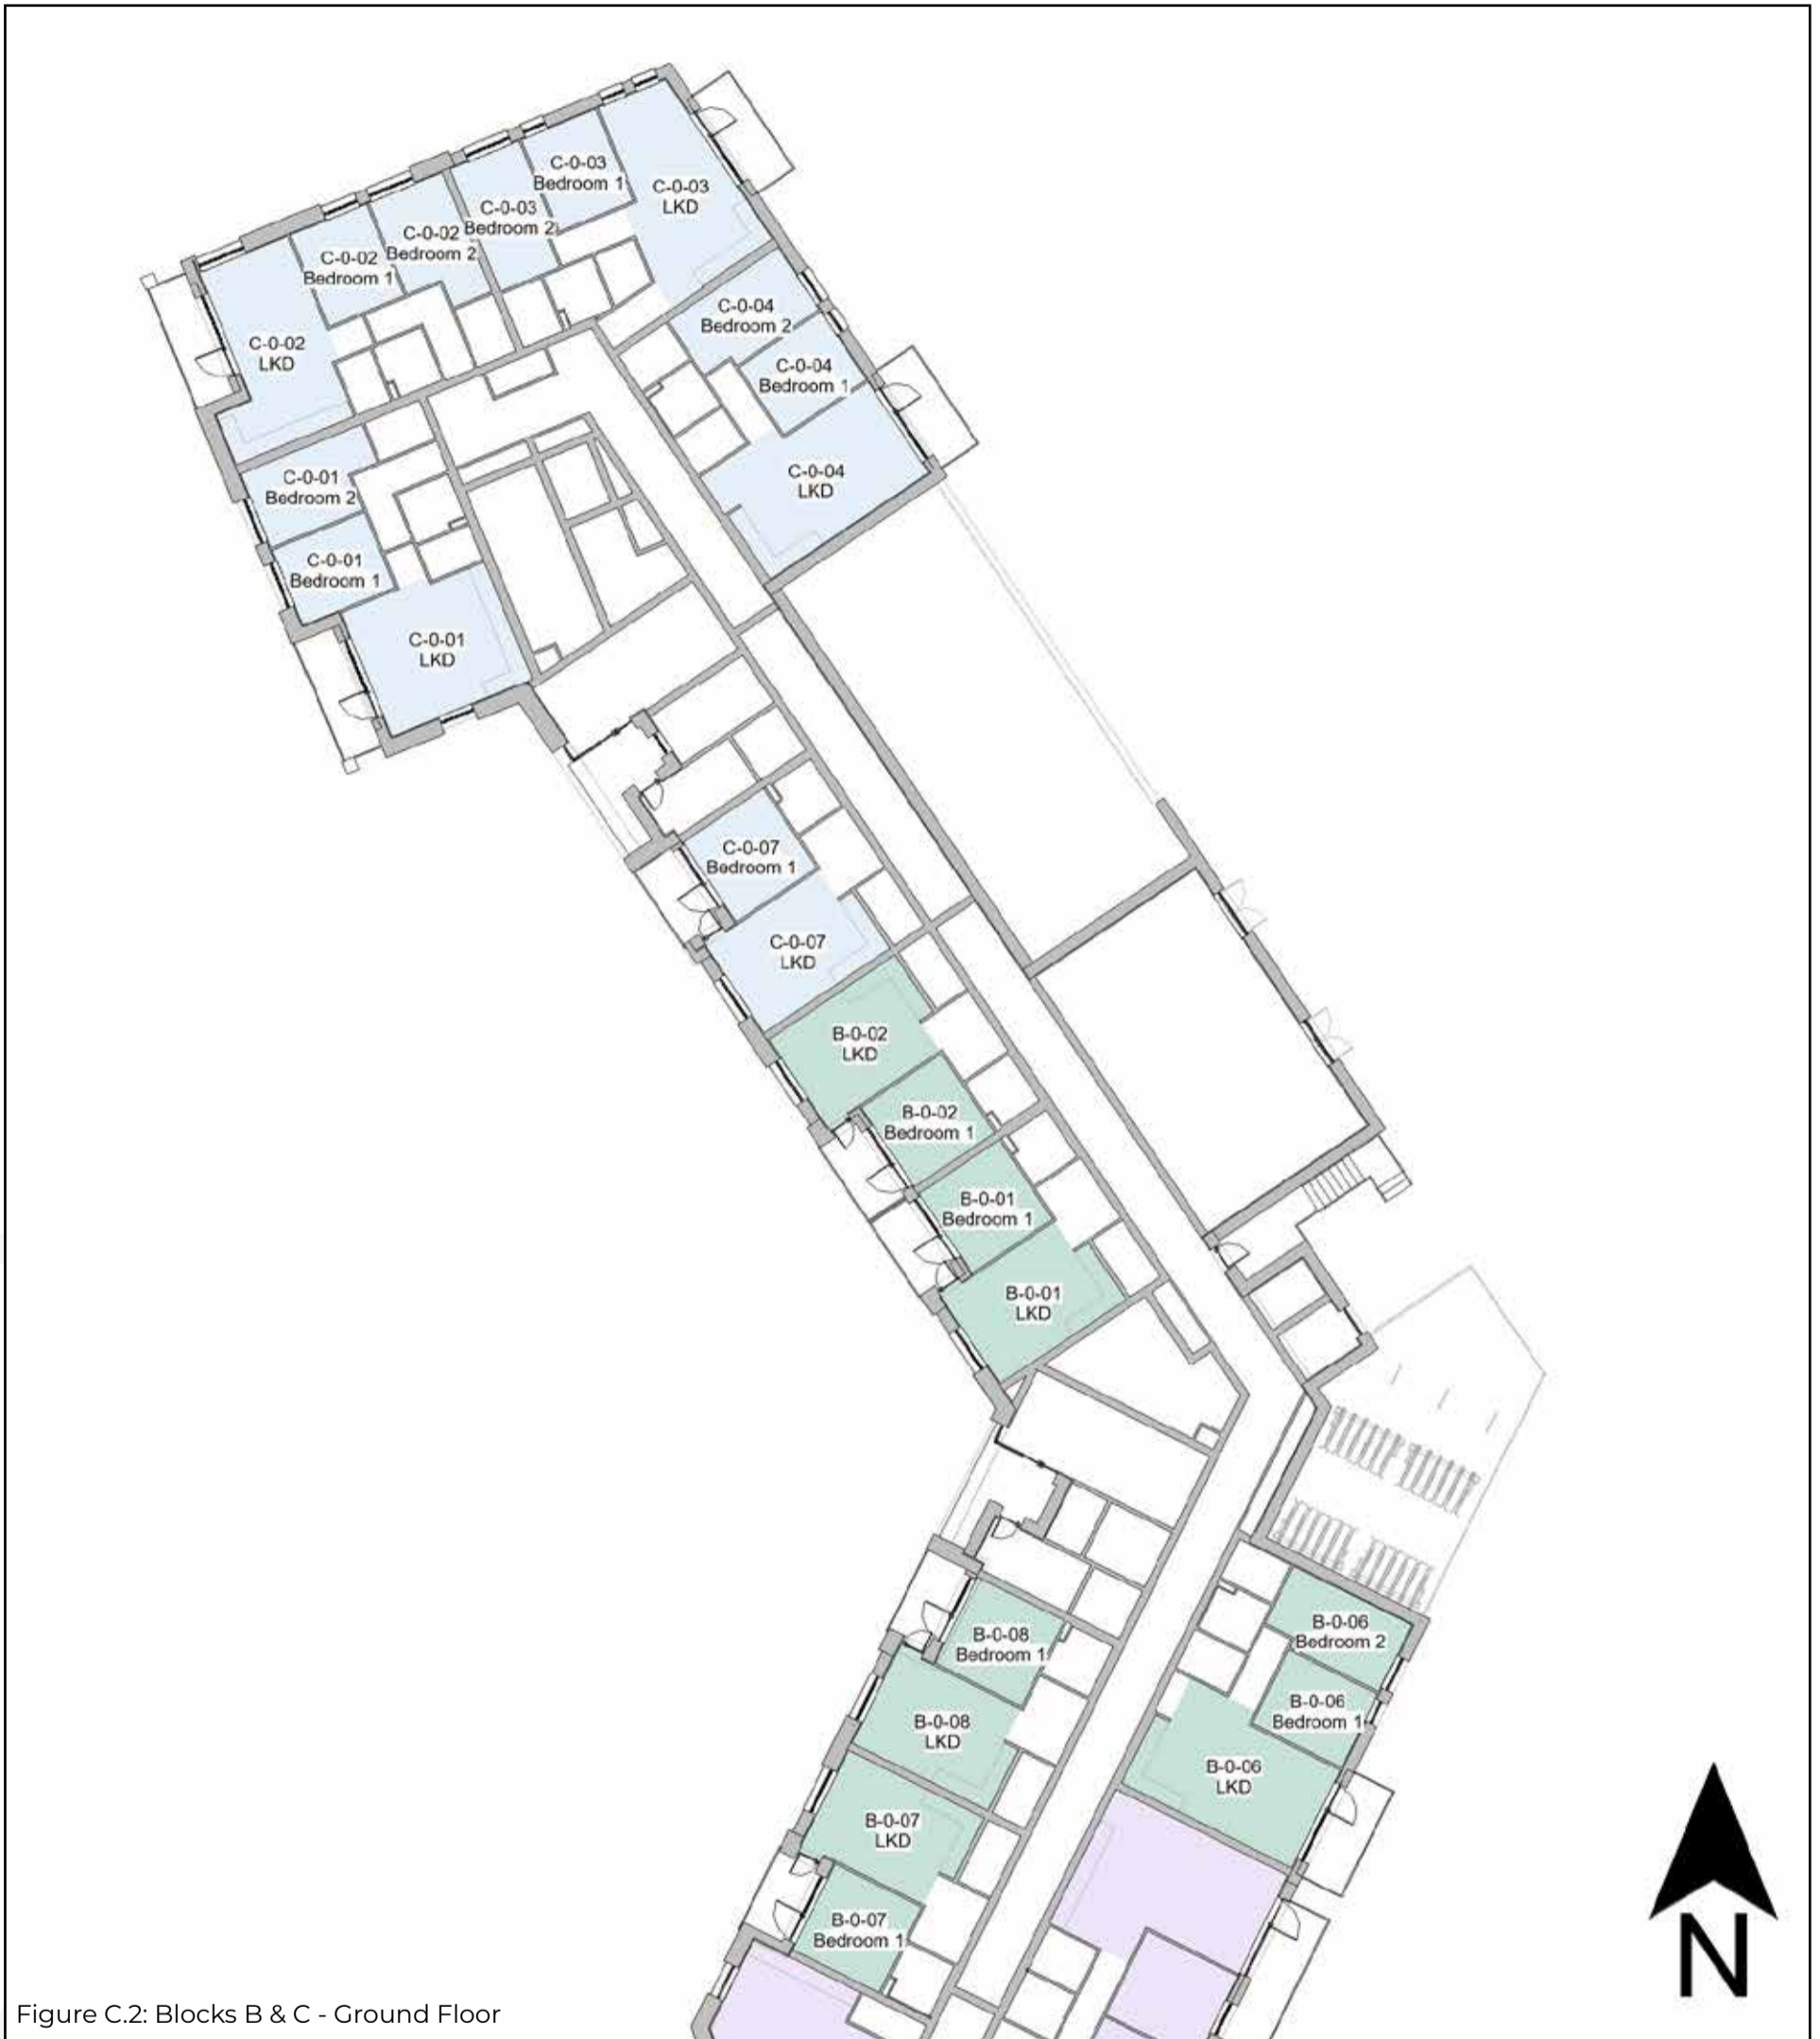 C-0-03
Bedroom 1
C-0-03
LKD
C-0-03
Bedroom 2
C-0-02
Bedroom 2
C-0-02
Bedroom 1
C-0-02
LKD
C-0-04
Bedroom 2
C-0-04
Bedroom 1
C-0-04
LKD
C-0-01
Bedroom 2
C-0-01
Bedroom 1
C-0-01
LKD
C-0-07
Bedroom 1
C-0-07
LKD
B-0-02
LKD
B-0-02
Bedroom 1
B-0-01
Bedroom 1
B-0-01
LKD
B-0-06
Bedroom 2
B-0-08
Bedroom 1
B-0-06
Bedroom 1
B-0-08
LKD
B-0-06
LKD
B-0-07
LKD
B-0-07
Bedroom 1
N
Figure C.2: Blocks B & C - Ground Floor